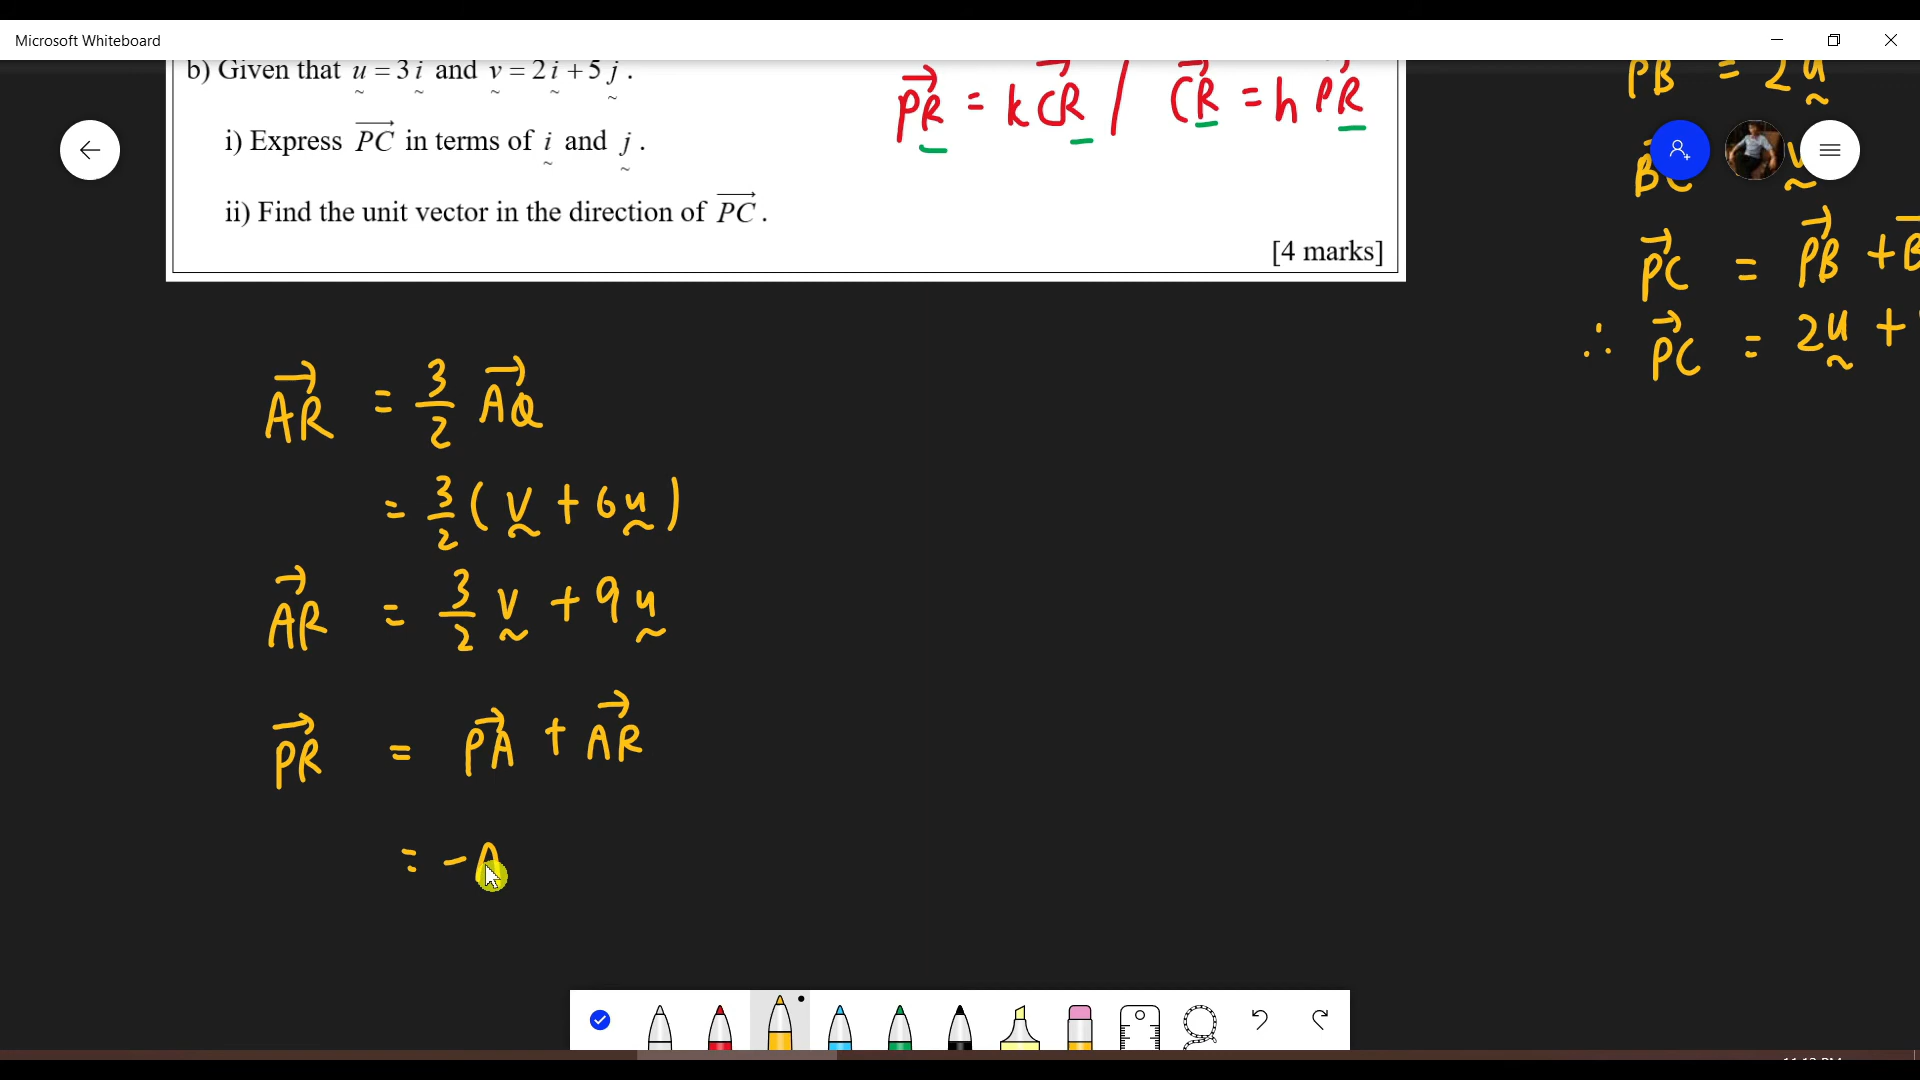 Microsoft Whiteboard
b) Given that u = 3i and v = 2i + 5j.
i) Express PC in terms of i and j.
ii) Find the unit vector in the direction of PC.
[4 marks]
PR = kCR / CR = hPR
PB = 2u
BC v
PC = PB + B
∴ PC = 2u +
AR = 3/2 AQ
= 3/2 (v + 6u)
AR = 3/2 v + 9u
PR = PA + AR
= -A